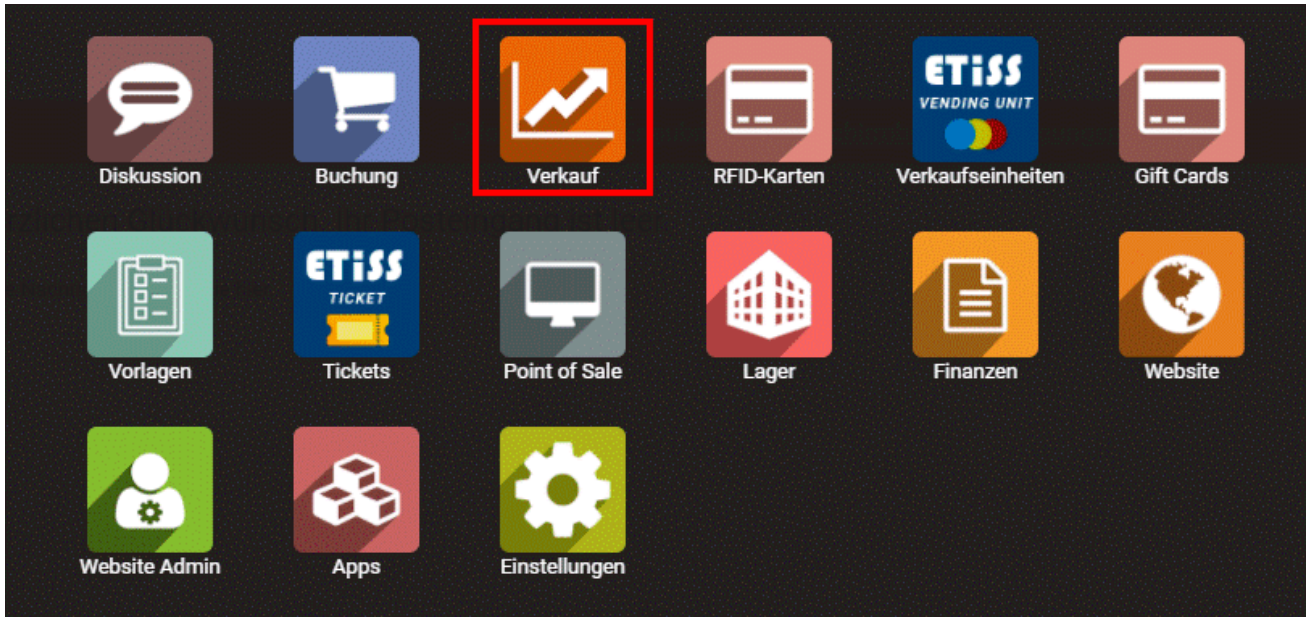 ETiSS
VENDING UNIT
Diskussion
Buchung
Verkauf
RFID-Karten
Verkaufseinheiten
Gift Cards
ETiSS
TICKET
Vorlagen
Tickets
Point of Sale
Lager
Finanzen
Website
Website Admin
Apps
Einstellungen